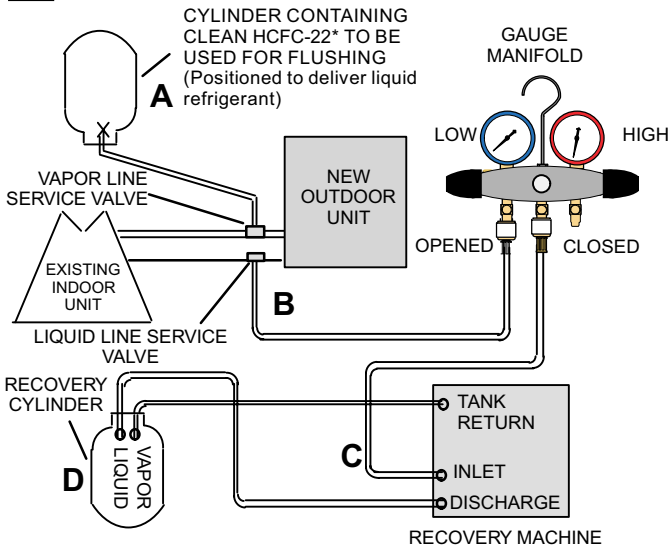 CYLINDER CONTAINING
CLEAN HCFC-22* TO BE
USED FOR FLUSHING
(Positioned to deliver liquid
refrigerant)
A
GAUGE
MANIFOLD
LOW
HIGH
VAPOR LINE
SERVICE VALVE
NEW
OUTDOOR
UNIT
OPENED
CLOSED
EXISTING
INDOOR
UNIT
B
LIQUID LINE SERVICE
VALVE
RECOVERY
CYLINDER
TANK
RETURN
C
D
LIQUID
VAPOR
INLET
DISCHARGE
RECOVERY MACHINE